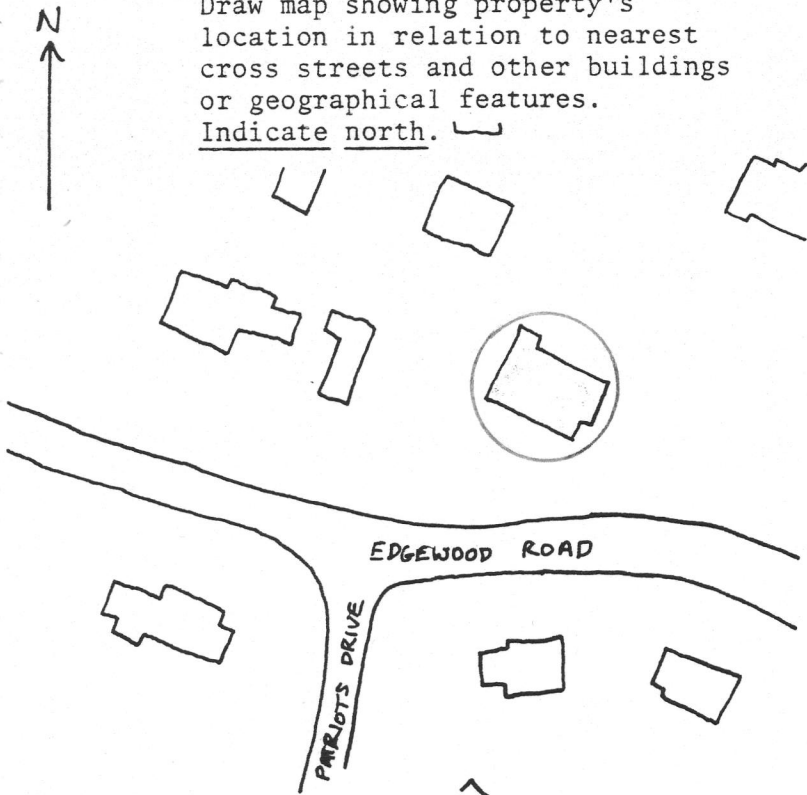 Draw map showing property's
location in relation to nearest
cross streets and other buildings
or geographical features.
Indicate north.
N
EDGEWOOD ROAD
PATRIOTS DRIVE